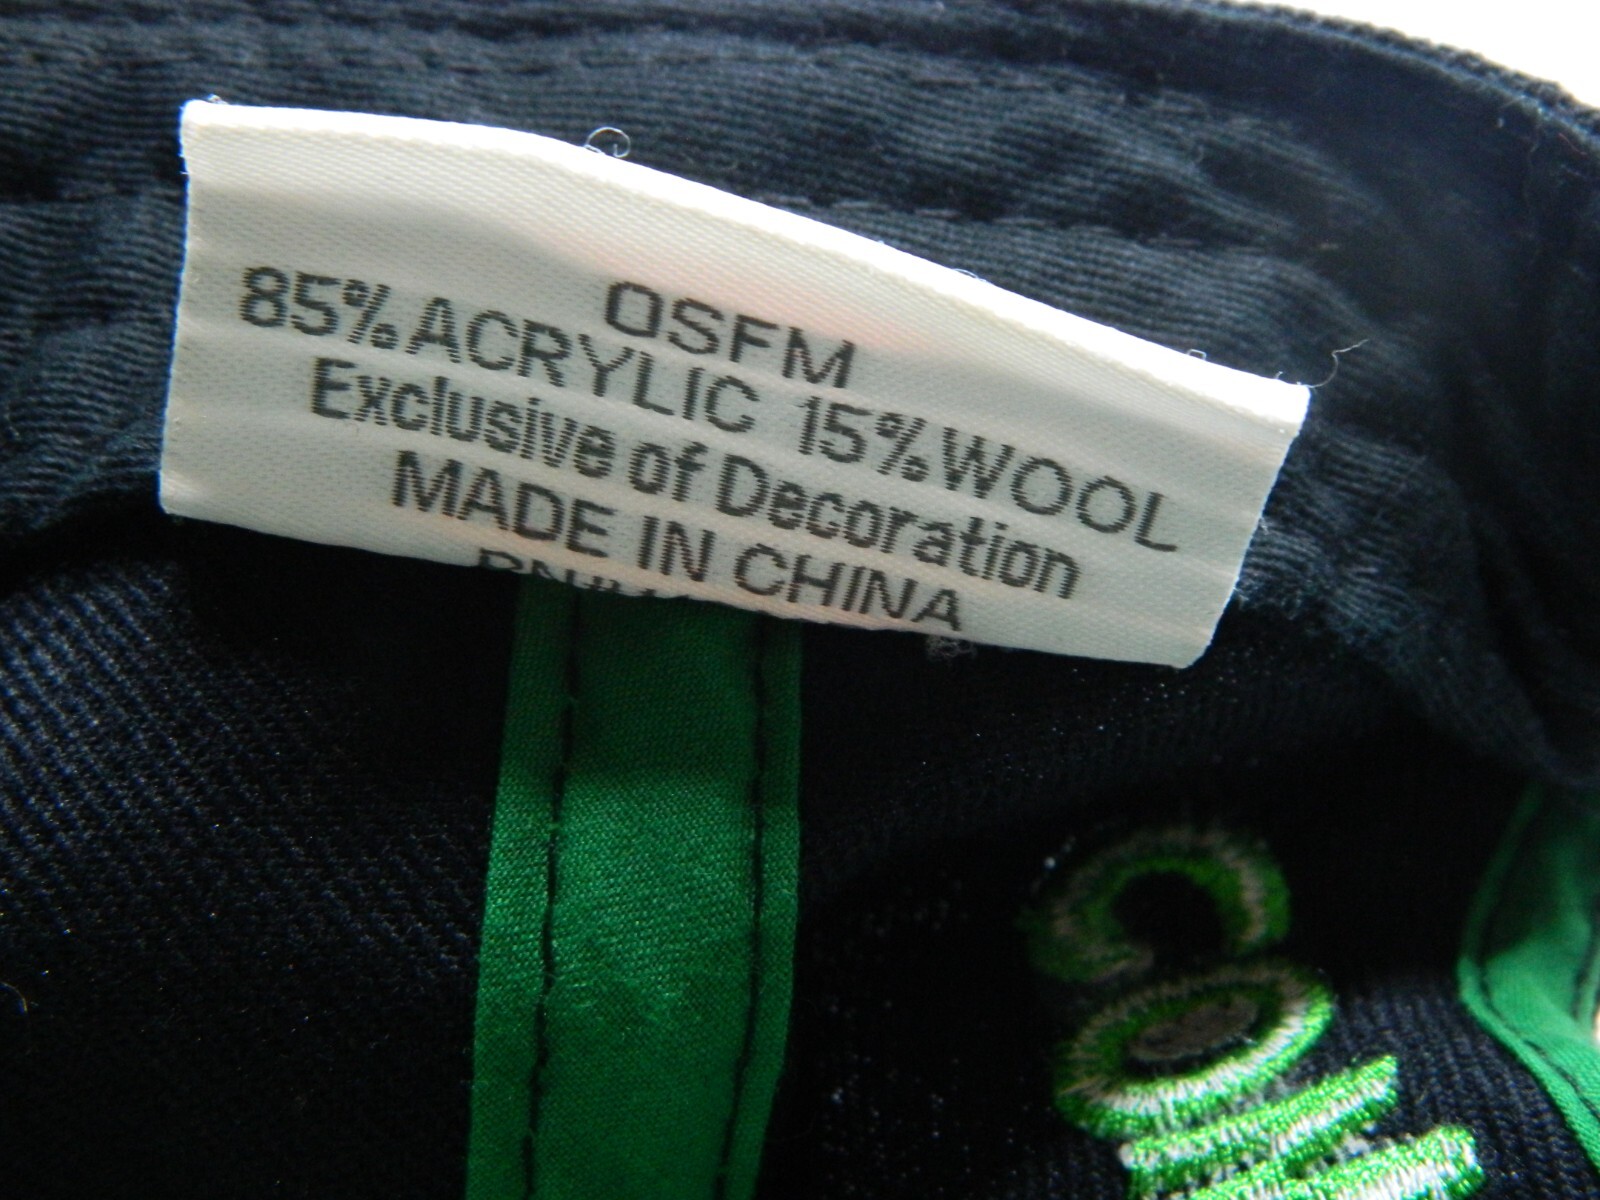 OSFM
85% ACRYLIC 15% WOOL
Exclusive of Decoration
MADE IN CHINA